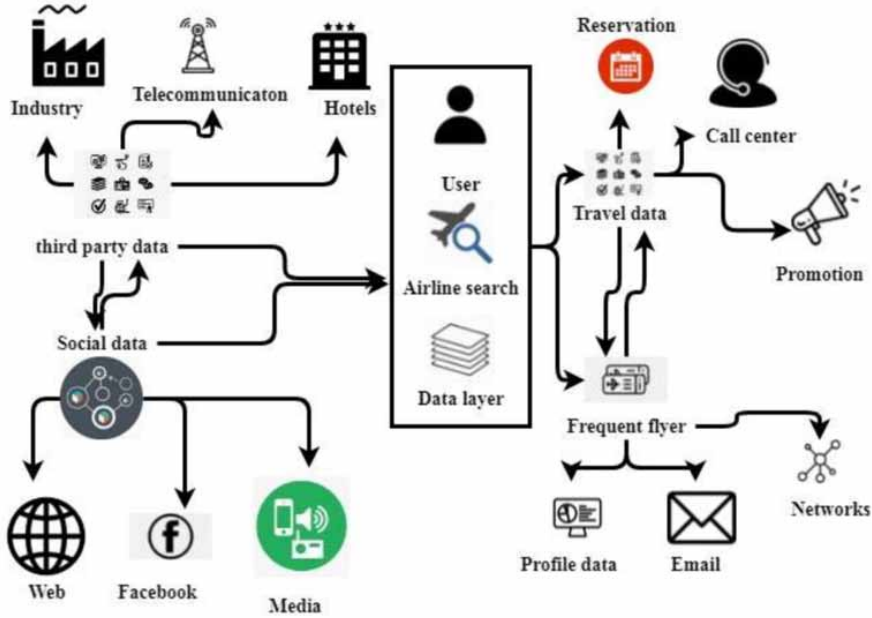 Reservation
Industry
Telecommunicaton
Hotels
Call center
User
Travel data
third party data
Promotion
Airline search
Social data
Data layer
Frequent flyer
Networks
Profile data
Email
Web
Facebook
Media